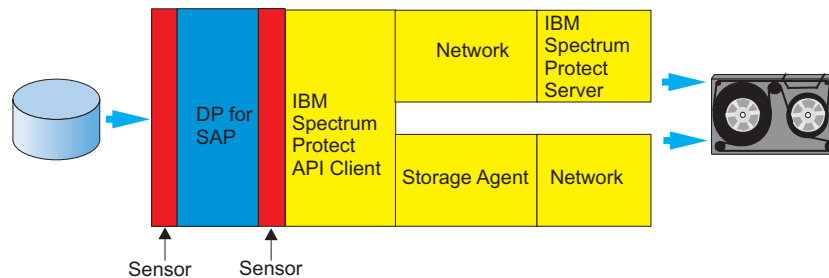 DP for
SAP
IBM
Spectrum
Protect
API Client
Network
IBM
Spectrum
Protect
Server
Storage Agent
Network
Sensor
Sensor